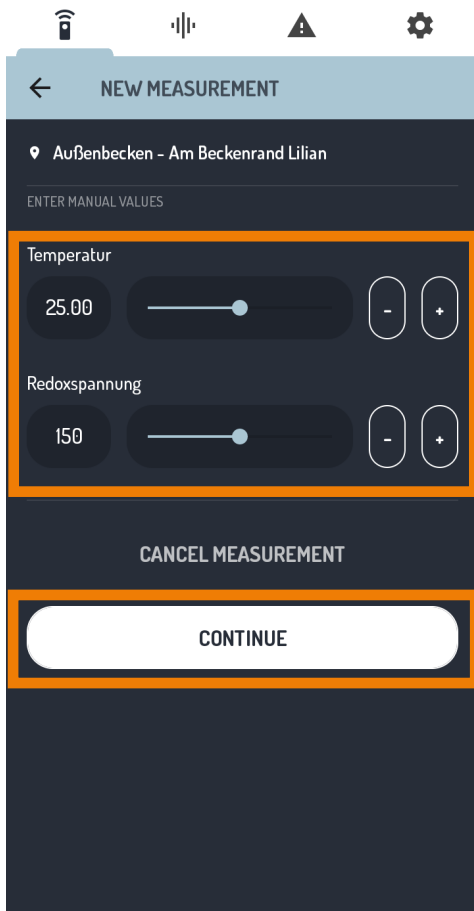 NEW MEASUREMENT
Außenbecken - Am Beckenrand Lilian
ENTER MANUAL VALUES
Temperatur
25.00
-
+
Redoxspannung
150
-
+
CANCEL MEASUREMENT
CONTINUE